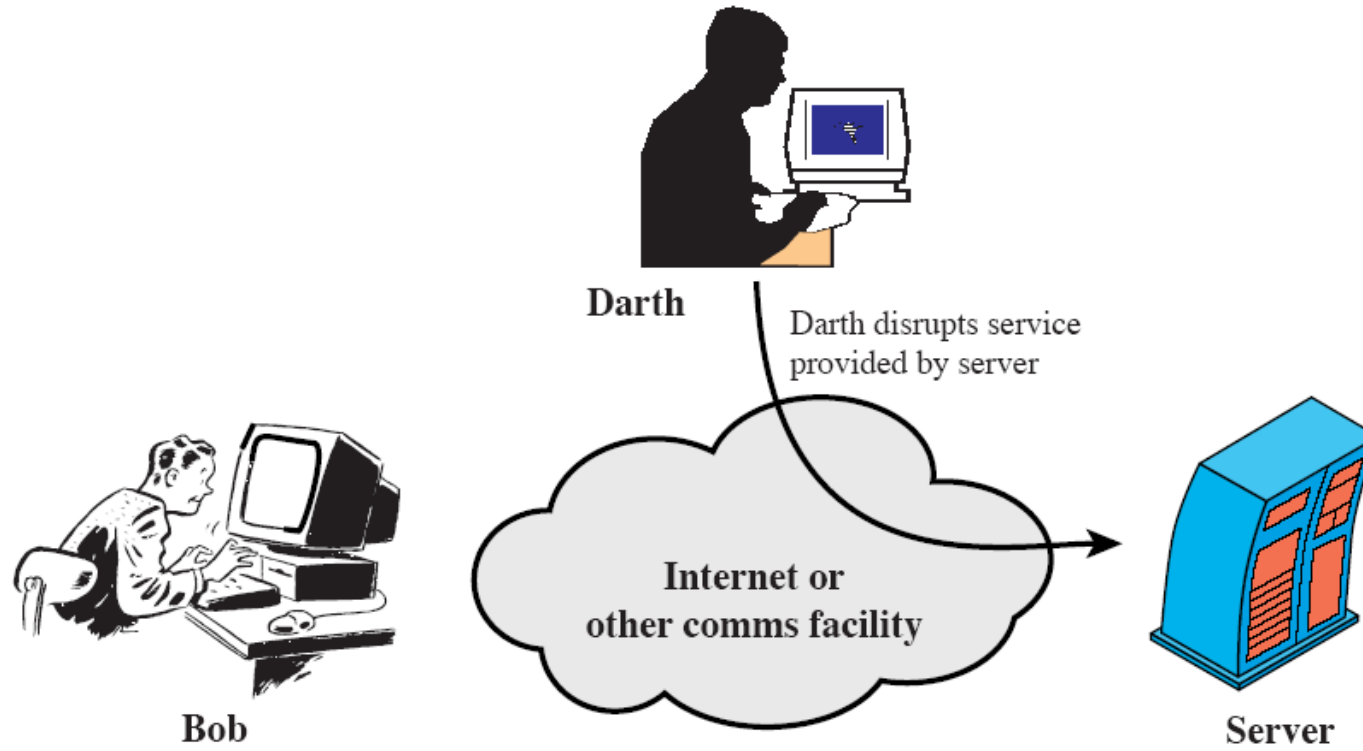 Darth
Darth disrupts service
provided by server
Internet or
other comms facility
Bob
Server